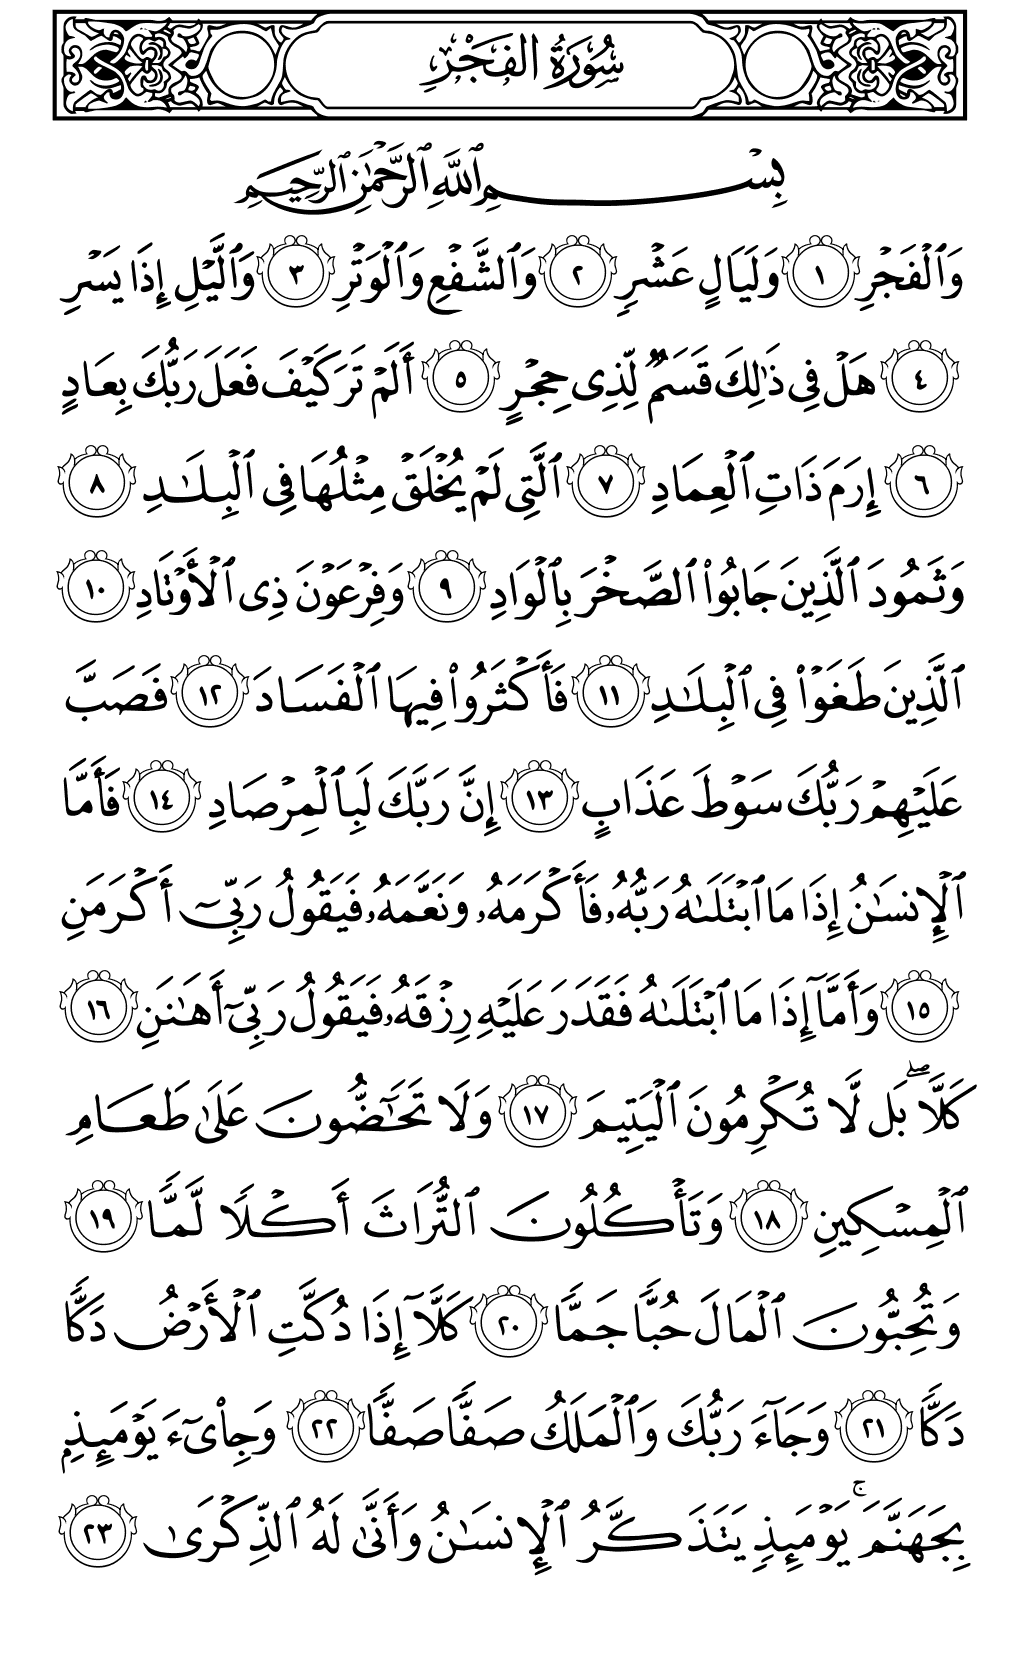 سُورَةُ الفَجْرِ
بِسْمِ ٱللَّهِ ٱلرَّحْمَٰنِ ٱلرَّحِيمِ
وَٱلْفَجْرِ ١ وَلَيَالٍ عَشْرٍ ٢ وَٱلشَّفْعِ وَٱلْوَتْرِ ٣ وَٱلَّيْلِ إِذَا يَسْرِ
٤ هَلْ فِى ذَٰلِكَ قَسَمٌ لِّذِى حِجْرٍ ٥ أَلَمْ تَرَ كَيْفَ فَعَلَ رَبُّكَ بِعَادٍ
٦ إِرَمَ ذَاتِ ٱلْعِمَادِ ٧ ٱلَّتِى لَمْ يُخْلَقْ مِثْلُهَا فِى ٱلْبِلَٰدِ ٨
وَثَمُودَ ٱلَّذِينَ جَابُوا۟ ٱلصَّخْرَ بِٱلْوَادِ ٩ وَفِرْعَوْنَ ذِى ٱلْأَوْتَادِ ١٠
ٱلَّذِينَ طَغَوْا۟ فِى ٱلْبِلَٰدِ ١١ فَأَكْثَرُوا۟ فِيهَا ٱلْفَسَادَ ١٢ فَصَبَّ
عَلَيْهِمْ رَبُّكَ سَوْطَ عَذَابٍ ١٣ إِنَّ رَبَّكَ لَبِٱلْمِرْصَادِ ١٤ فَأَمَّا
ٱلْإِنسَٰنُ إِذَا مَا ٱبْتَلَىٰهُ رَبُّهُۥ فَأَكْرَمَهُۥ وَنَعَّمَهُۥ فَيَقُولُ رَبِّىٓ أَكْرَمَنِ
١٥ وَأَمَّآ إِذَا مَا ٱبْتَلَىٰهُ فَقَدَرَ عَلَيْهِ رِزْقَهُۥ فَيَقُولُ رَبِّىٓ أَهَٰنَنِ ١٦
كَلَّا ۖ بَل لَّا تُكْرِمُونَ ٱلْيَتِيمَ ١٧ وَلَا تَحَٰٓضُّونَ عَلَىٰ طَعَامِ
ٱلْمِسْكِينِ ١٨ وَتَأْكُلُونَ ٱلتُّرَاثَ أَكْلًا لَّمًّا ١٩
وَتُحِبُّونَ ٱلْمَالَ حُبًّا جَمًّا ٢٠ كَلَّآ إِذَا دُكَّتِ ٱلْأَرْضُ دَكًّا
دَكًّا ٢١ وَجَآءَ رَبُّكَ وَٱلْمَلَكُ صَفًّا صَفًّا ٢٢ وَجِا۟ىٓءَ يَوْمَئِذٍۭ
بِجَهَنَّمَ ۚ يَوْمَئِذٍ يَتَذَكَّرُ ٱلْإِنسَٰنُ وَأَنَّىٰ لَهُ ٱلذِّكْرَىٰ ٢٣